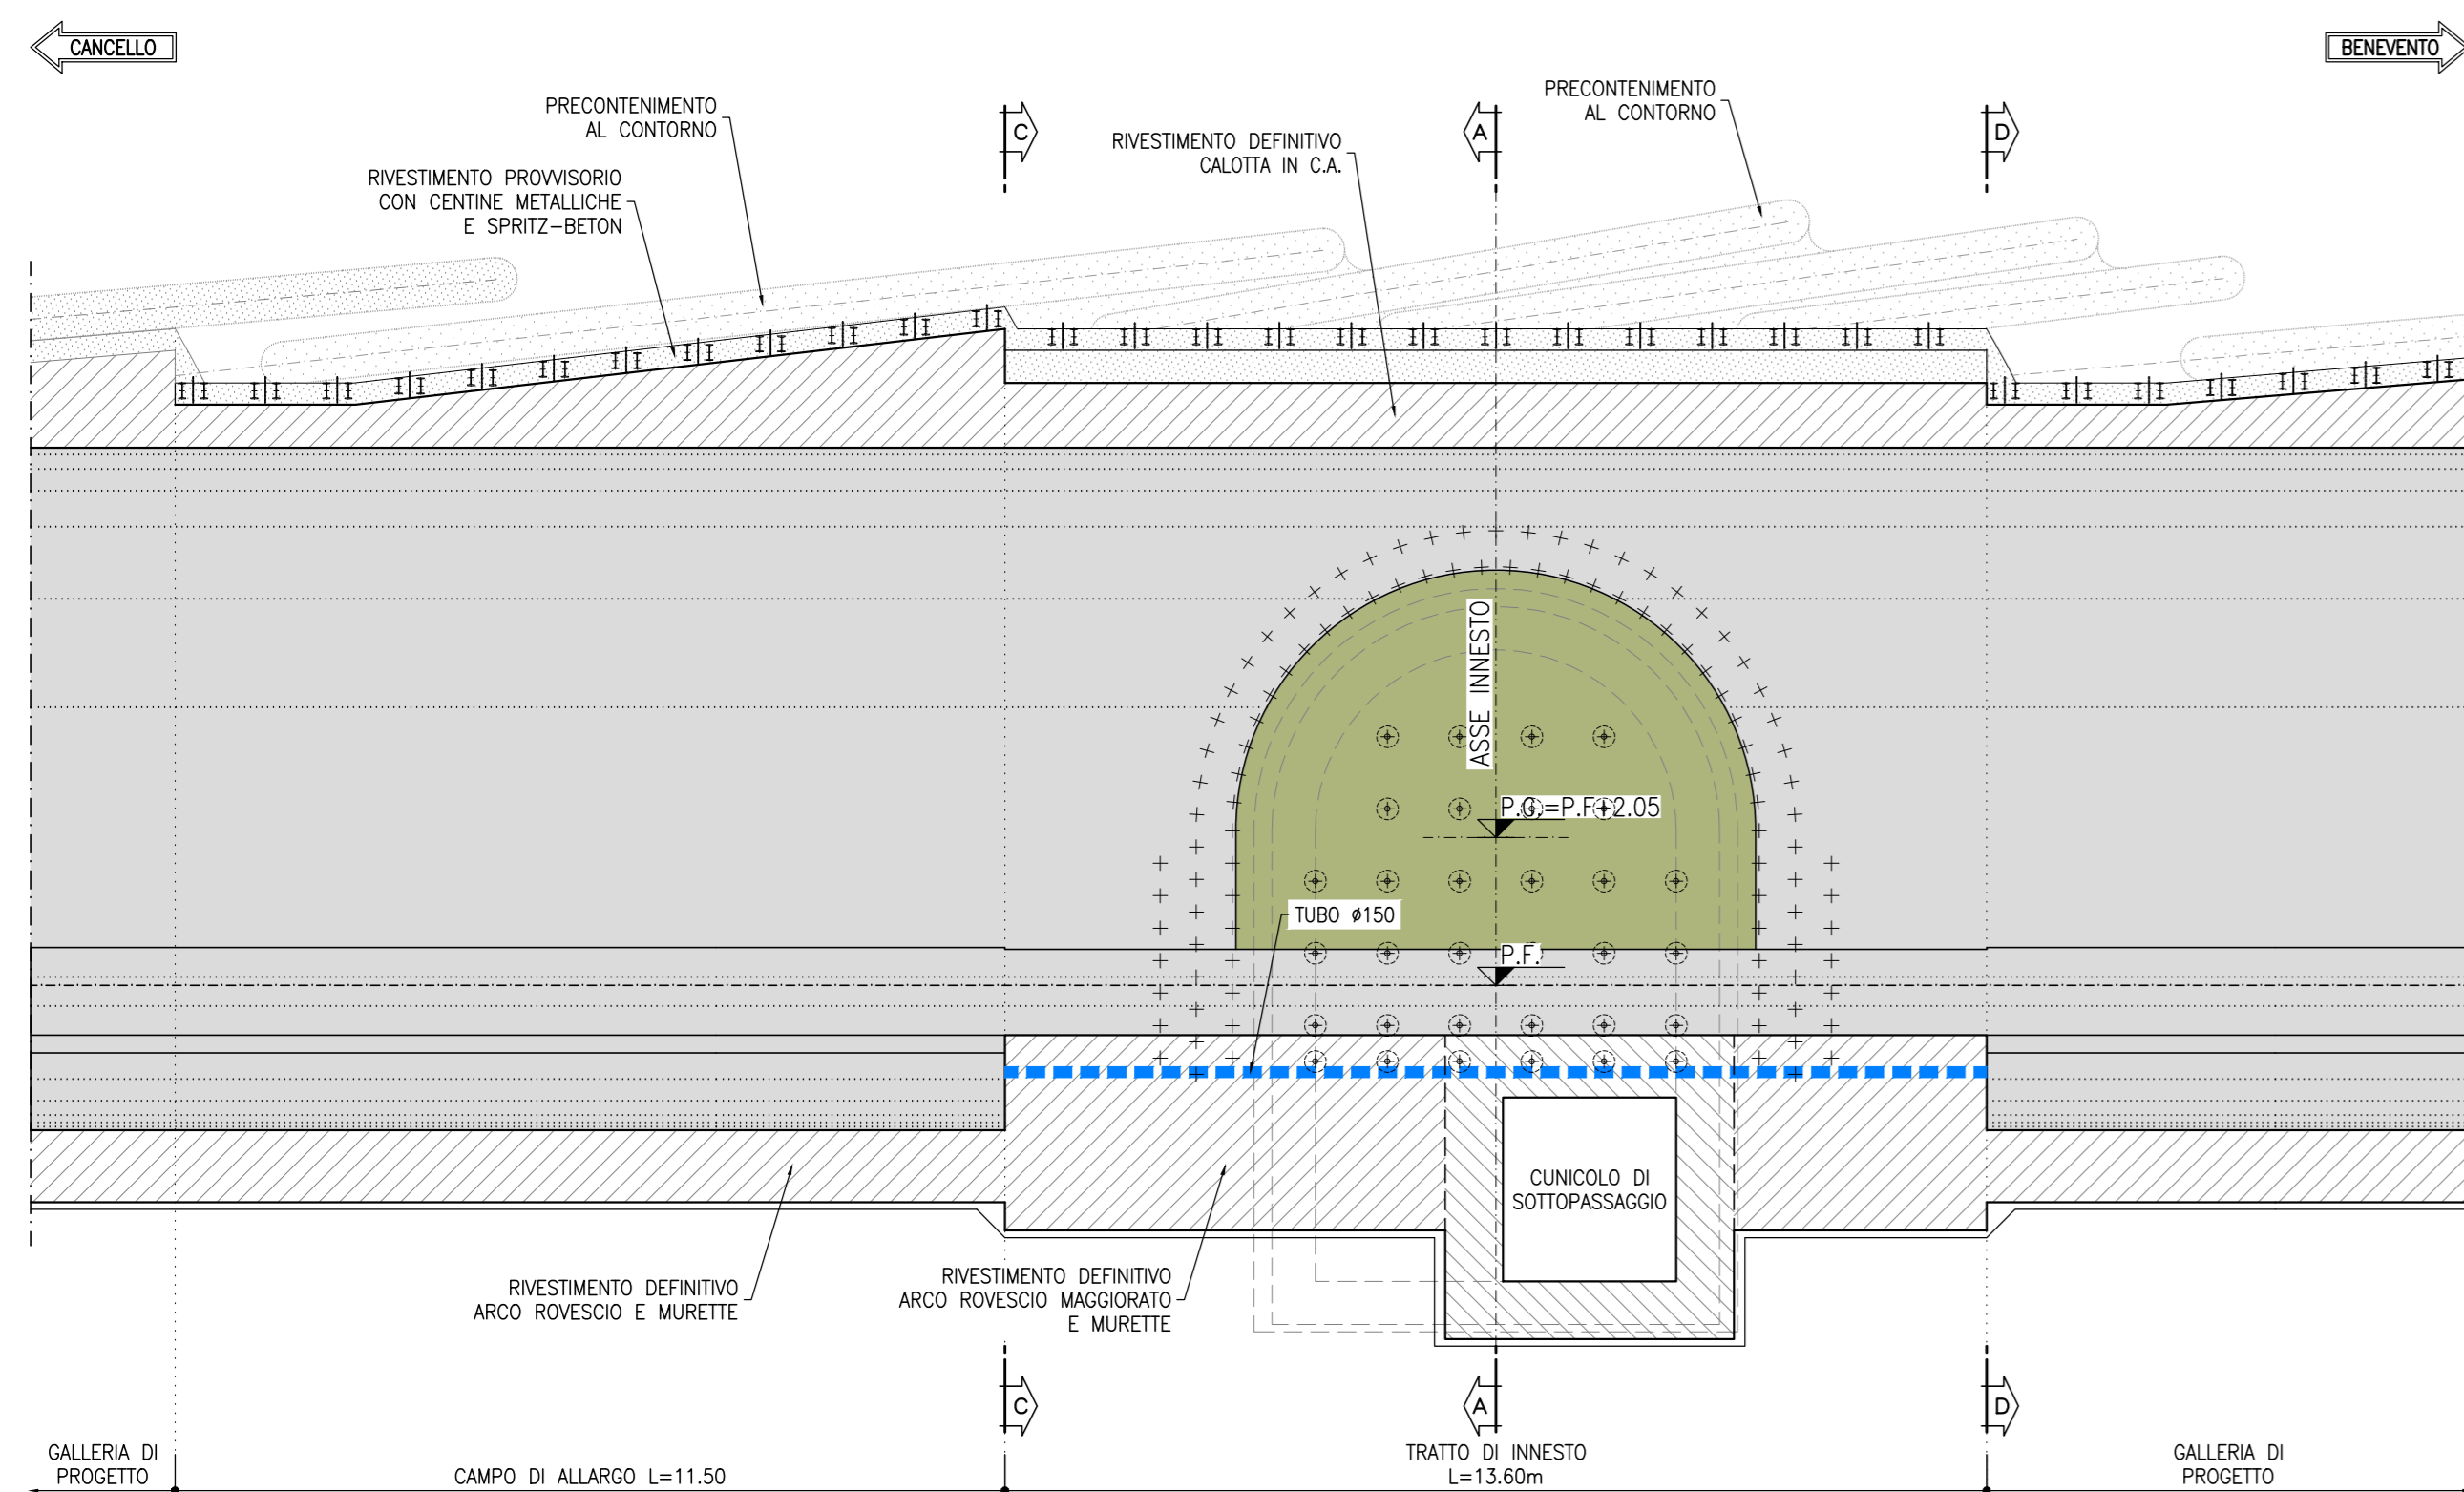 CANCELLO
BENEVENTO
PRECONTENIMENTO
AL CONTORNO
PRECONTENIMENTO
AL CONTORNO
C
A
D
RIVESTIMENTO DEFINITIVO
CALOTTA IN C.A.
RIVESTIMENTO PROVVISORIO
CON CENTINE METALLICHE
E SPRITZ-BETON
ASSE INNESTO
P.G.=P.F+2.05
TUBO ø150
P.F.
CUNICOLO DI
SOTTOPASSAGGIO
RIVESTIMENTO DEFINITIVO
ARCO ROVESCIO E MURETTE
RIVESTIMENTO DEFINITIVO
ARCO ROVESCIO MAGGIORATO
E MURETTE
C
A
D
GALLERIA DI
PROGETTO
CAMPO DI ALLARGO L=11.50
TRATTO DI INNESTO
L=13.60m
GALLERIA DI
PROGETTO